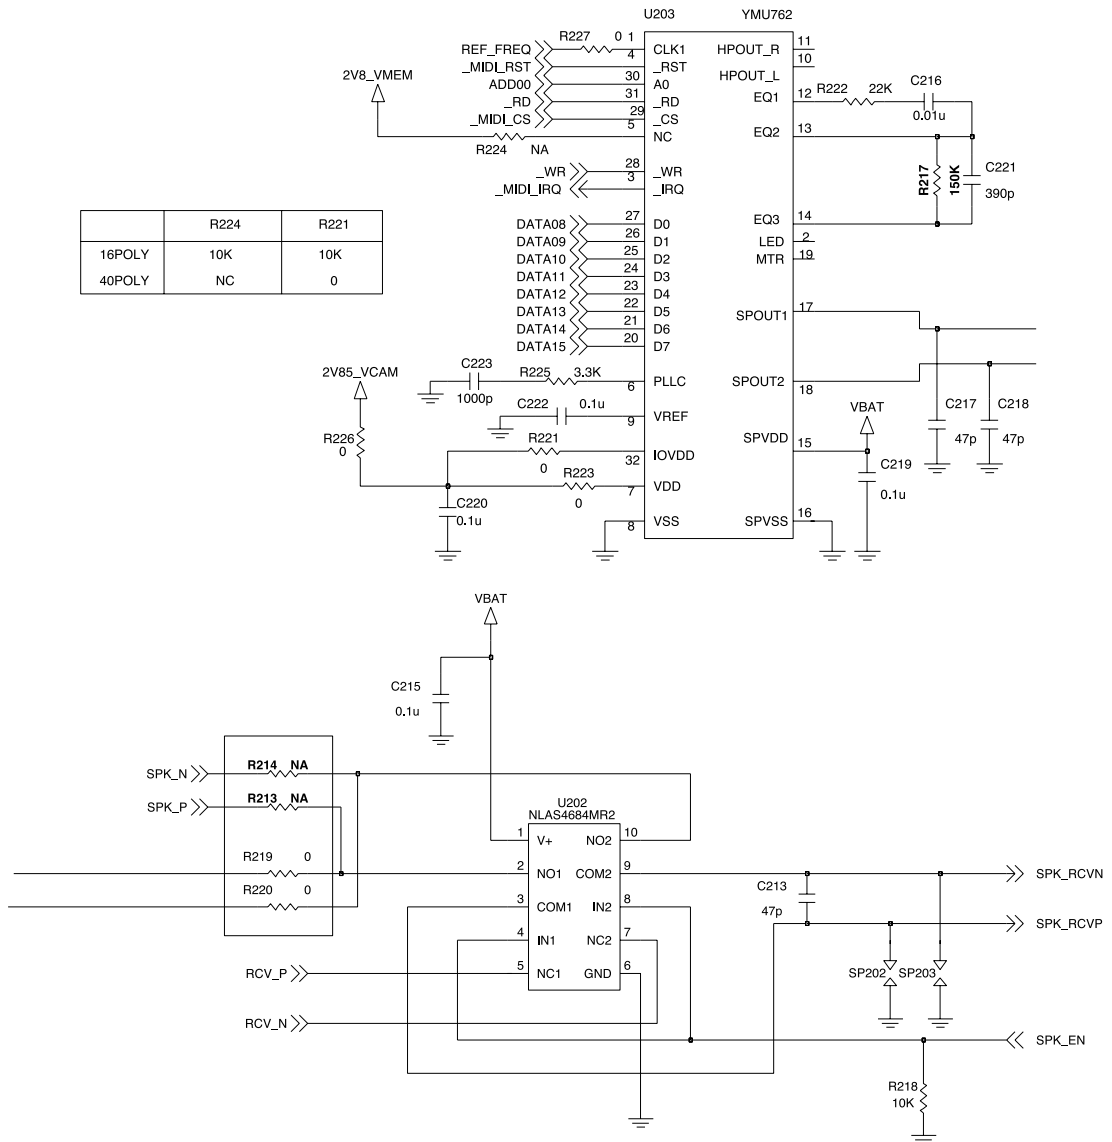 U203 YMU762
REF_FREQ R227 0 1 CLK1 HPOUT_R 11
_MIDI_RST 4 _RST HPOUT_L 10
ADD00 30 A0
_RD 31 _RD EQ1 12 R222 22K C216 0.01u
_MIDI_CS 29 _CS
2V8_VMEM
R224 NA 5 NC EQ2 13
_WR 28 _WR
_MIDI_IRQ 3 _IRQ
R217 150K C221 390p
DATA08 27 D0 EQ3 14
DATA09 26 D1 LED 2
DATA10 25 D2 MTR 19
DATA11 24 D3
DATA12 23 D4
DATA13 22 D5 SPOUT1 17
DATA14 21 D6
DATA15 20 D7
R224 R221
16POLY 10K 10K
40POLY NC 0
C223 1000p R225 3.3K 6 PLLC SPOUT2 18
C222 0.1u 9 VREF
C217 47p C218 47p
2V85_VCAM
R226 0
R221 0 32 IOVDD SPVDD 15
VBAT
C219 0.1u
R223 0 7 VDD
C220 0.1u
8 VSS SPVSS 16
VBAT
C215
0.1u
SPK_N R214 NA
SPK_P R213 NA
R219 0
R220 0
U202
NLAS4684MR2
1 V+ NO2 10
2 NO1 COM2 9
3 COM1 IN2 8
4 IN1 NC2 7
5 NC1 GND 6
RCV_P
RCV_N
SPK_RCVN
C213
47p
SPK_RCVP
SP202 SP203
SPK_EN
R218
10K